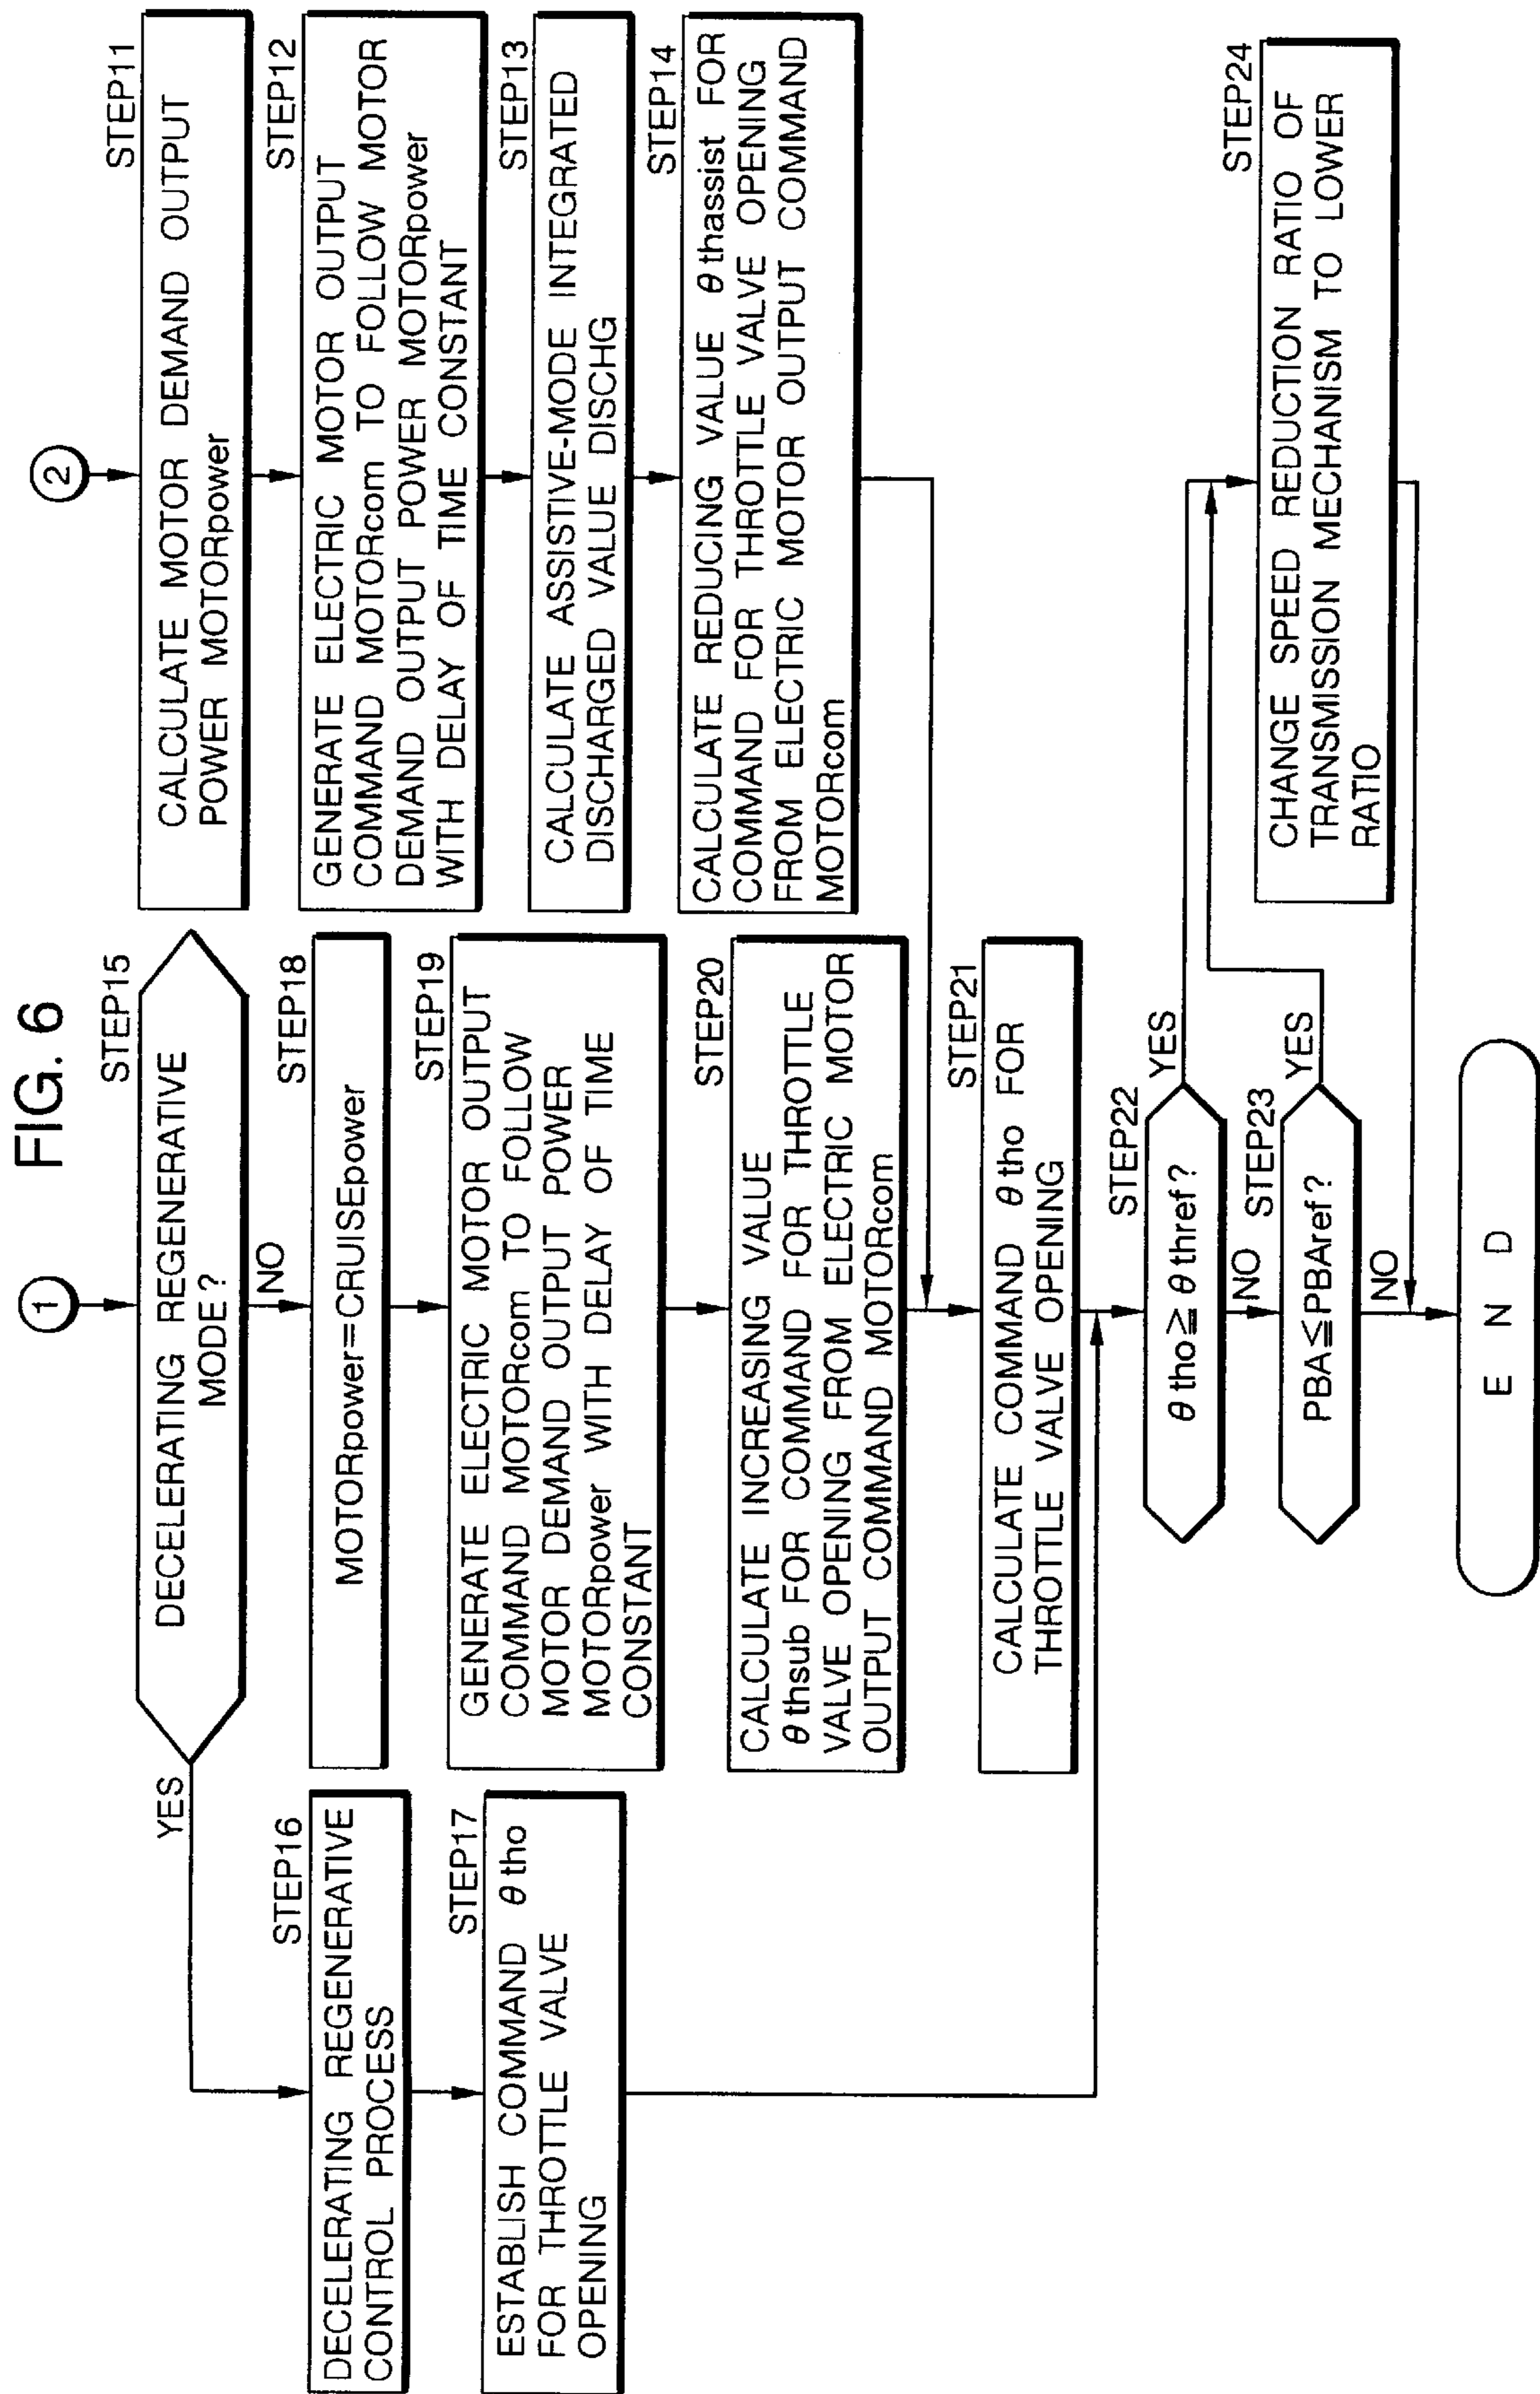 FIG. 6
1
STEP15
DECELERATING REGENERATIVE
MODE?
YES
NO
STEP16
DECELERATING REGENERATIVE
CONTROL PROCESS
STEP17
ESTABLISH COMMAND θtho
FOR THROTTLE VALVE
OPENING
STEP18
MOTORpower=CRUISEpower
STEP19
GENERATE ELECTRIC MOTOR OUTPUT
COMMAND MOTORcom TO FOLLOW
MOTOR DEMAND OUTPUT POWER
MOTORpower WITH DELAY OF TIME
CONSTANT
STEP20
CALCULATE INCREASING VALUE
θthsub FOR COMMAND FOR THROTTLE
VALVE OPENING FROM ELECTRIC MOTOR
OUTPUT COMMAND MOTORcom
2
STEP11
CALCULATE MOTOR DEMAND OUTPUT
POWER MOTORpower
STEP12
GENERATE ELECTRIC MOTOR OUTPUT
COMMAND MOTORcom TO FOLLOW MOTOR
DEMAND OUTPUT POWER MOTORpower
WITH DELAY OF TIME CONSTANT
STEP13
CALCULATE ASSISTIVE-MODE INTEGRATED
DISCHARGED VALUE DISCHG
STEP14
CALCULATE REDUCING VALUE θthassist FOR
COMMAND FOR THROTTLE VALVE OPENING
FROM ELECTRIC MOTOR OUTPUT COMMAND
MOTORcom
STEP21
CALCULATE COMMAND θtho FOR
THROTTLE VALVE OPENING
STEP22
θtho≧θthref?
YES
NO
STEP23
PBA≦PBAref?
YES
NO
STEP24
CHANGE SPEED REDUCTION RATIO OF
TRANSMISSION MECHANISM TO LOWER
RATIO
E N D